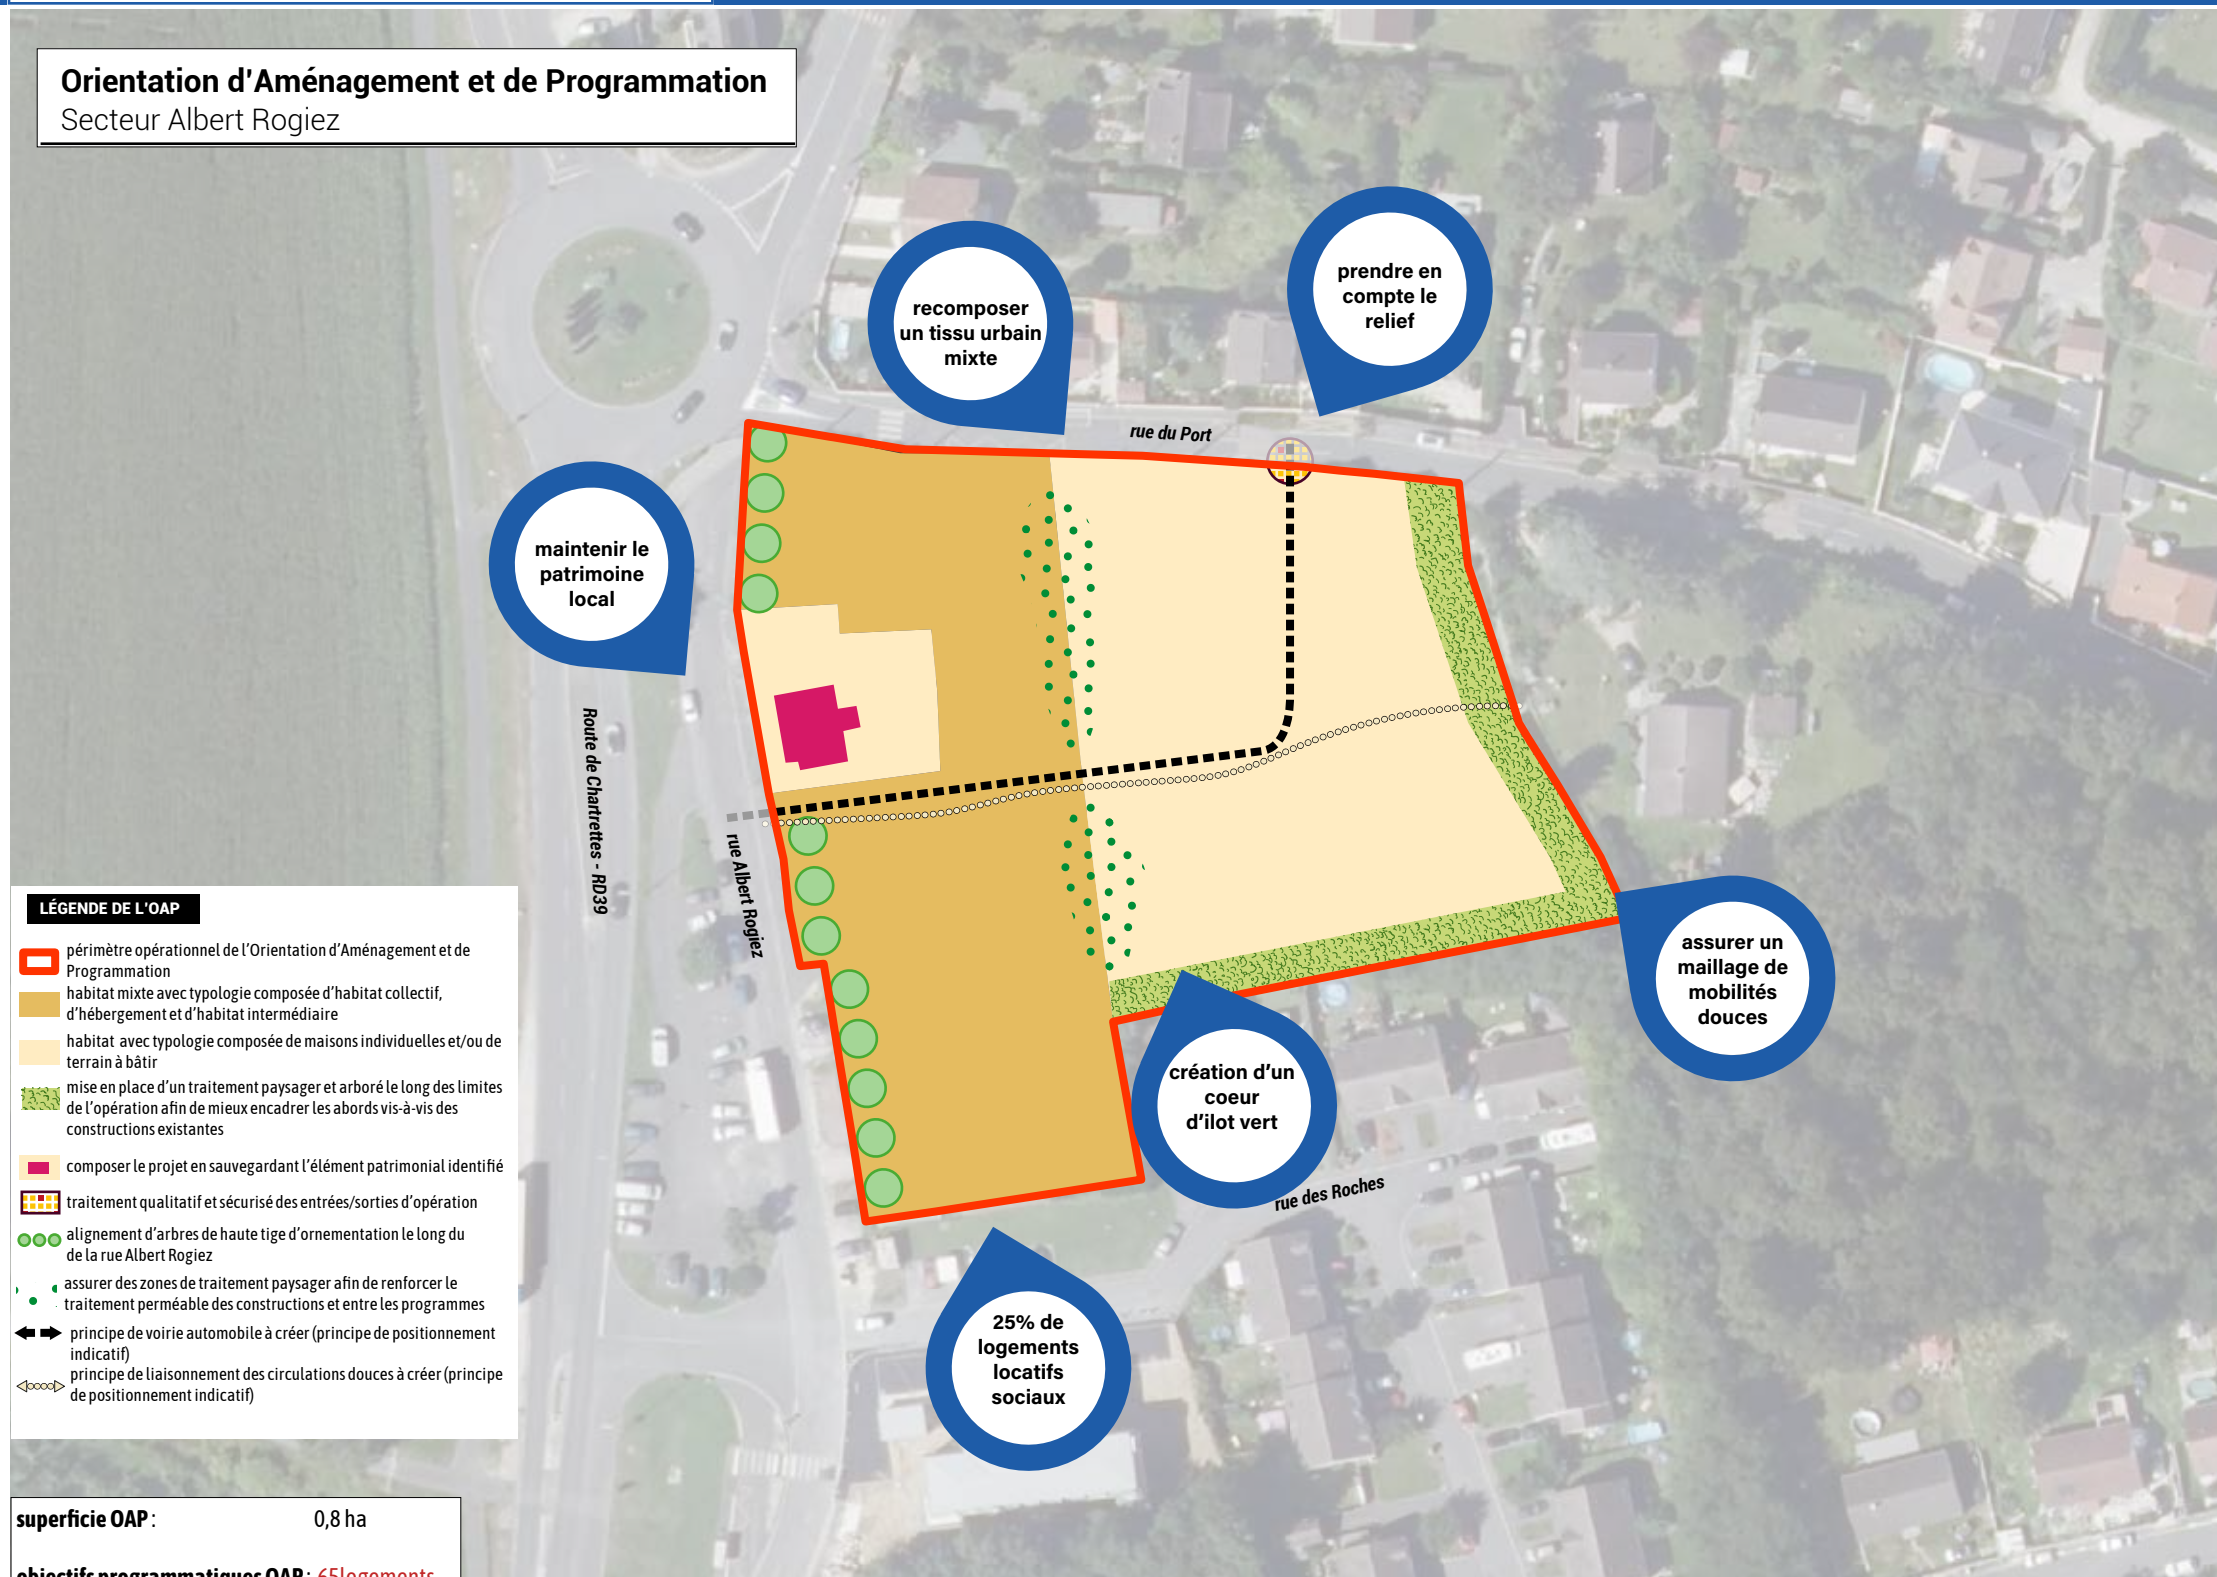 Orientation d'Aménagement et de Programmation
Secteur Albert Rogiez
recomposer
un tissu urbain
mixte
prendre en
compte le
relief
rue du Port
maintenir le
patrimoine
local
Route de Chartrettes - RD39
rue Albert Rogiez
assurer un
maillage de
mobilités
douces
création d'un
coeur
d'ilot vert
rue des Roches
25% de
logements
locatifs
sociaux
LÉGENDE DE L'OAP
périmètre opérationnel de l'Orientation d'Aménagement et de
Programmation
habitat mixte avec typologie composée d'habitat collectif,
d'hébergement et d'habitat intermédiaire
habitat avec typologie composée de maisons individuelles et/ou de
terrain à bâtir
mise en place d'un traitement paysager et arboré le long des limites
de l'opération afin de mieux encadrer les abords vis-à-vis des
constructions existantes
composer le projet en sauvegardant l'élément patrimonial identifié
traitement qualitatif et sécurisé des entrées/sorties d'opération
alignement d'arbres de haute tige d'ornementation le long du
de la rue Albert Rogiez
assurer des zones de traitement paysager afin de renforcer le
traitement perméable des constructions et entre les programmes
principe de voirie automobile à créer (principe de positionnement
indicatif)
principe de liaisonnement des circulations douces à créer (principe
de positionnement indicatif)
superficie OAP : 0,8 ha
objectifs programmatiques OAP : 65logements